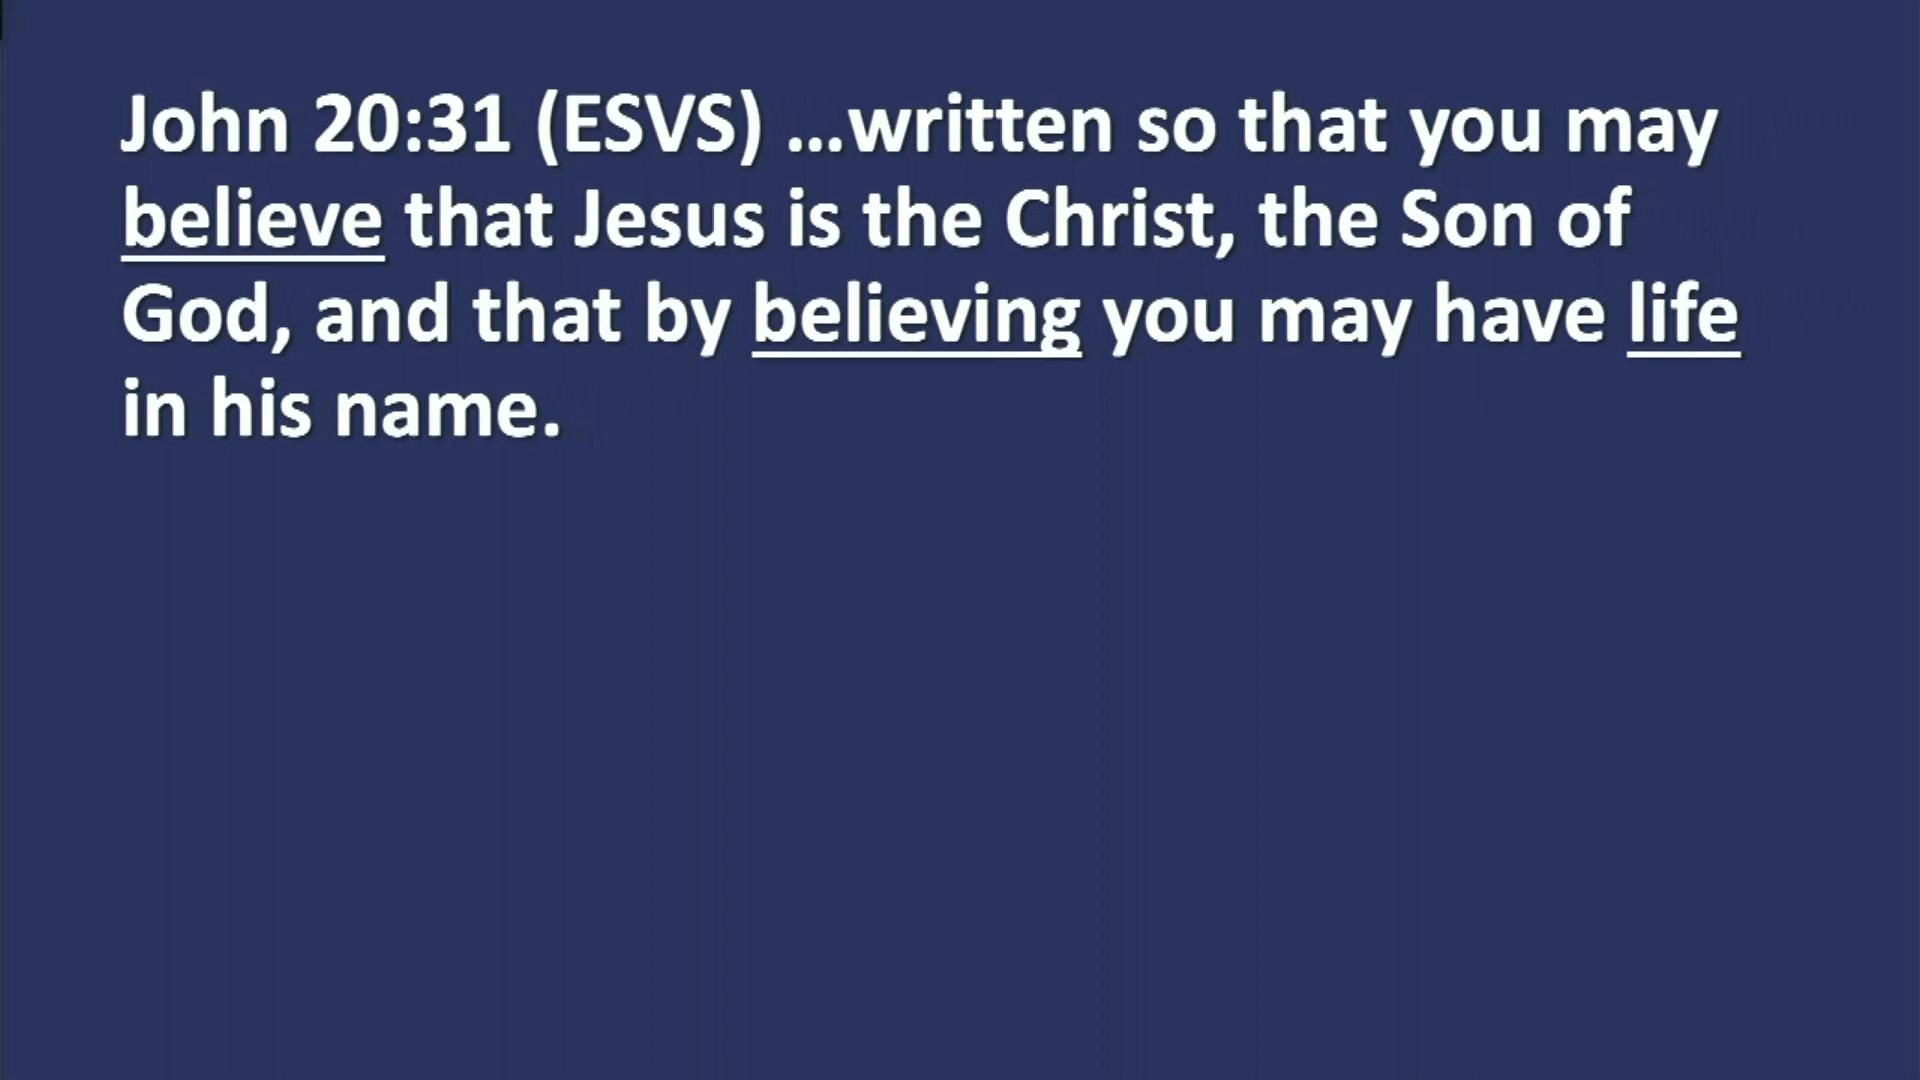 John 20:31 (ESVS) ...written so that you may
believe that Jesus is the Christ, the Son of
God, and that by believing you may have life
in his name.